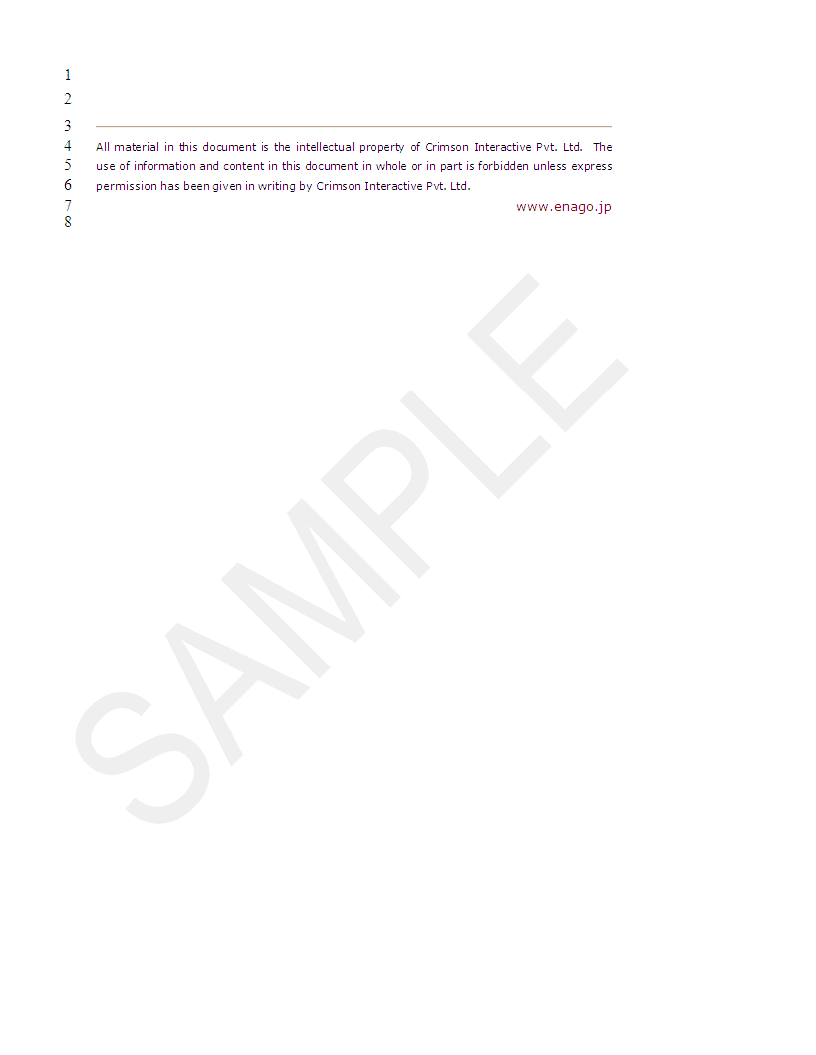 1
2
3
4 All material in this document is the intellectual property of Crimson Interactive Pvt. Ltd. The
5 use of information and content in this document in whole or in part is forbidden unless express
6 permission has been given in writing by Crimson Interactive Pvt. Ltd.
7 www.enago.jp
8
SAMPLE